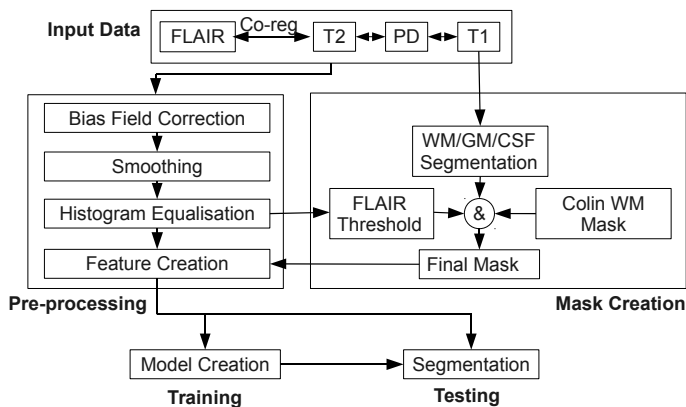 Input Data
FLAIR
Co-reg
T2
PD
T1
Bias Field Correction
Smoothing
Histogram Equalisation
Feature Creation
Pre-processing
WM/GM/CSF
Segmentation
FLAIR
Threshold
&
Colin WM
Mask
Final Mask
Mask Creation
Model Creation
Training
Segmentation
Testing